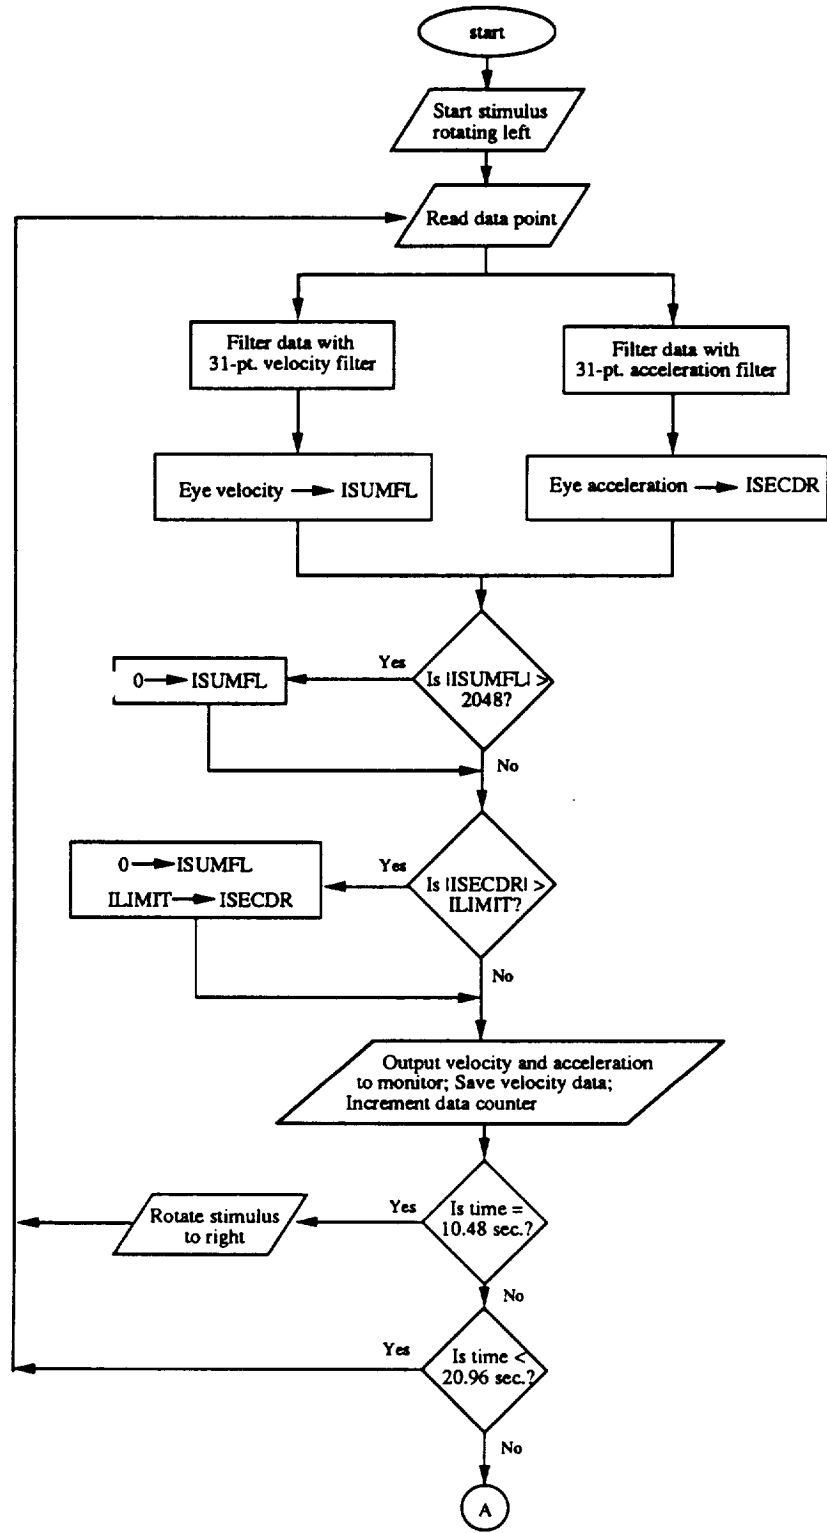 start
Start stimulus
rotating left
Read data point
Filter data with
31-pt. velocity filter
Filter data with
31-pt. acceleration filter
Eye velocity → ISUMFL
Eye acceleration → ISECDR
Yes
0 → ISUMFL
Is |ISUMFL| >
2048?
No
Yes
0 → ISUMFL
ILIMIT → ISECDR
Is |ISECDR| >
ILIMIT?
No
Output velocity and acceleration
to monitor; Save velocity data;
Increment data counter
Yes
Rotate stimulus
to right
Is time =
10.48 sec.?
No
Yes
Is time <
20.96 sec.?
No
A